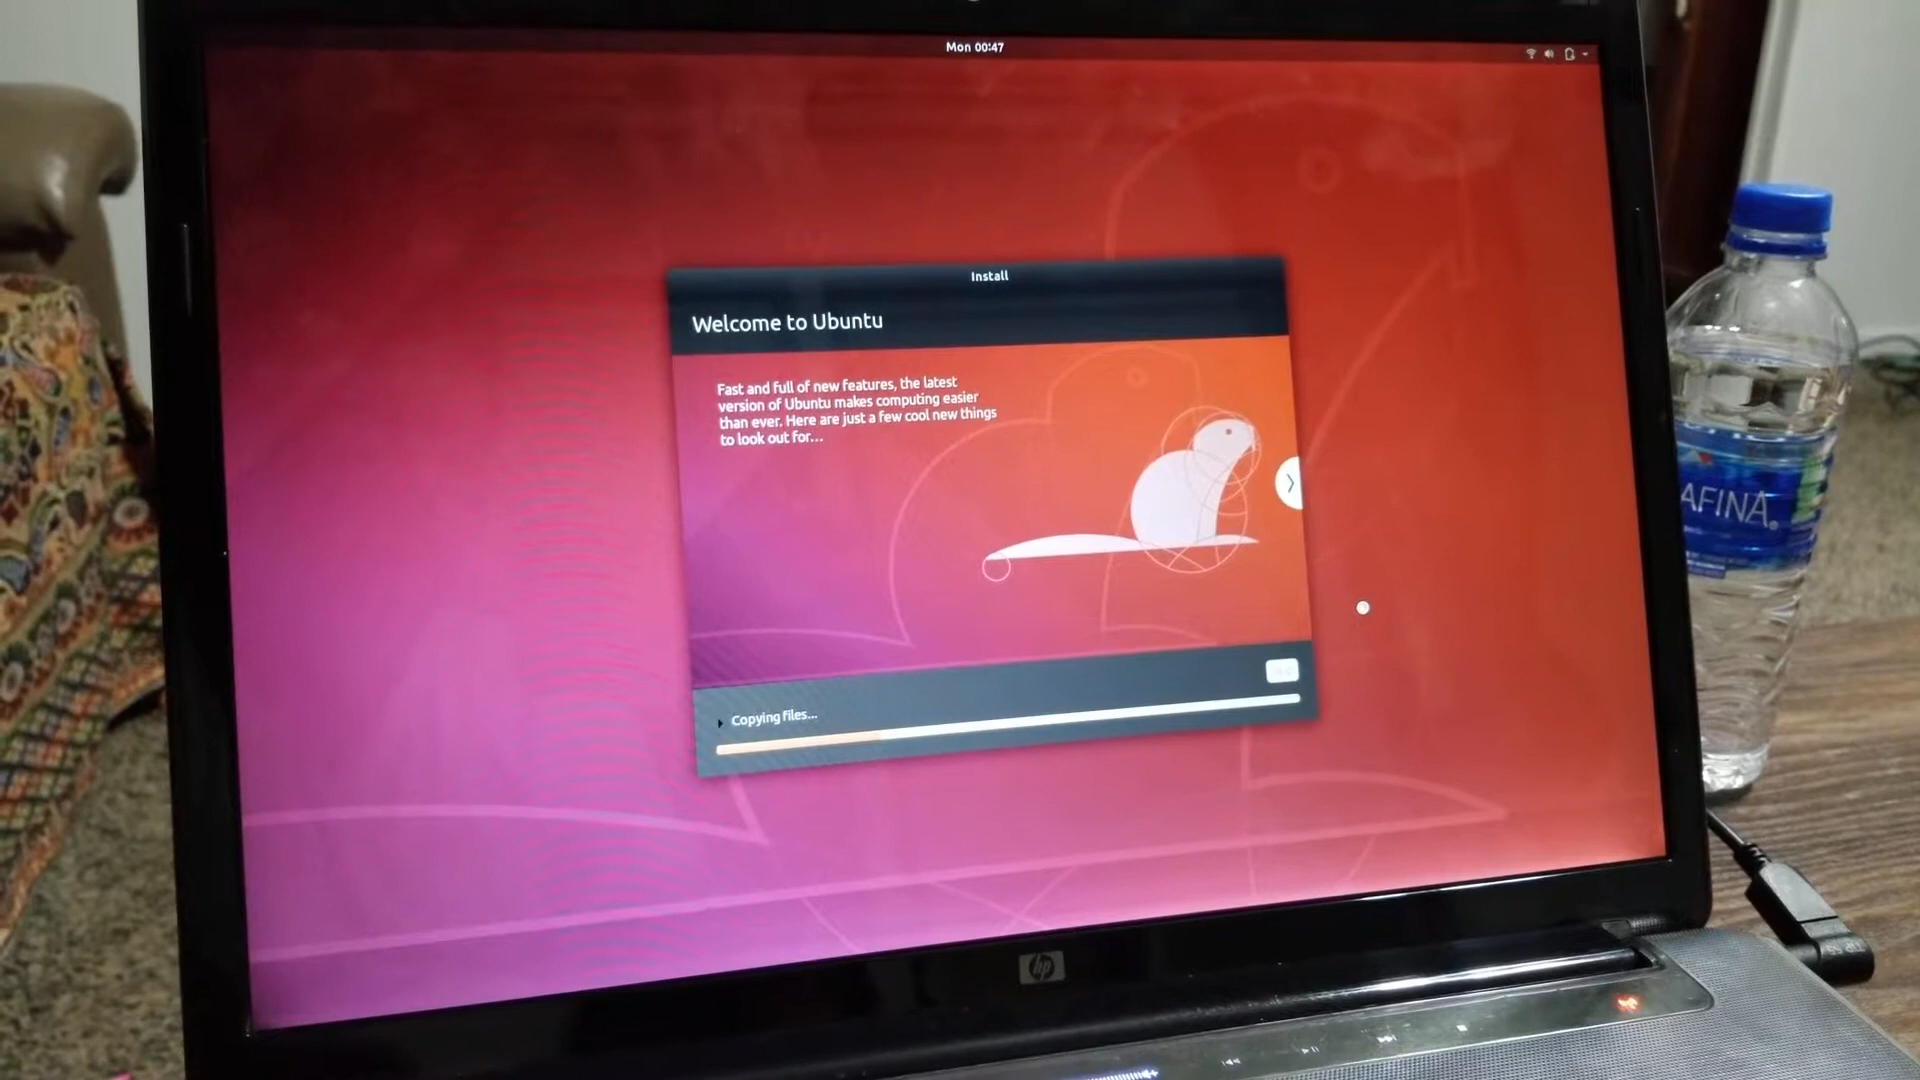 Mon 00:47
Install
Welcome to Ubuntu
Fast and full of new features, the latest
version of Ubuntu makes computing easier
than ever. Here are just a few cool new things
to look out for...
Copying files...
AFINA
hp